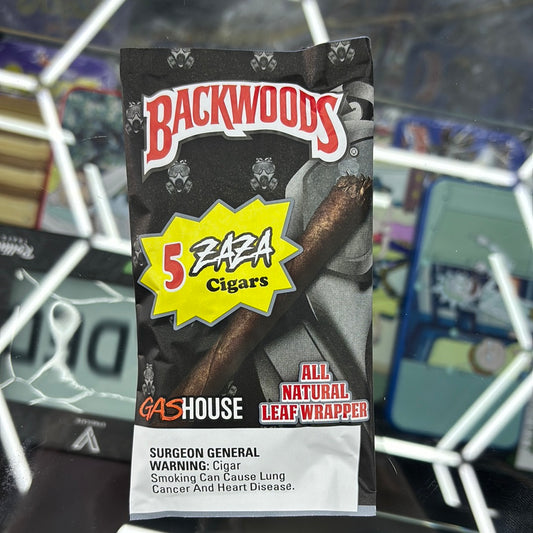 BACKWOODS
®
5 ZAZA
Cigars
GASHOUSE
ALL
NATURAL
LEAF WRAPPER
SURGEON GENERAL
WARNING: Cigar
Smoking Can Cause Lung
Cancer And Heart Disease.